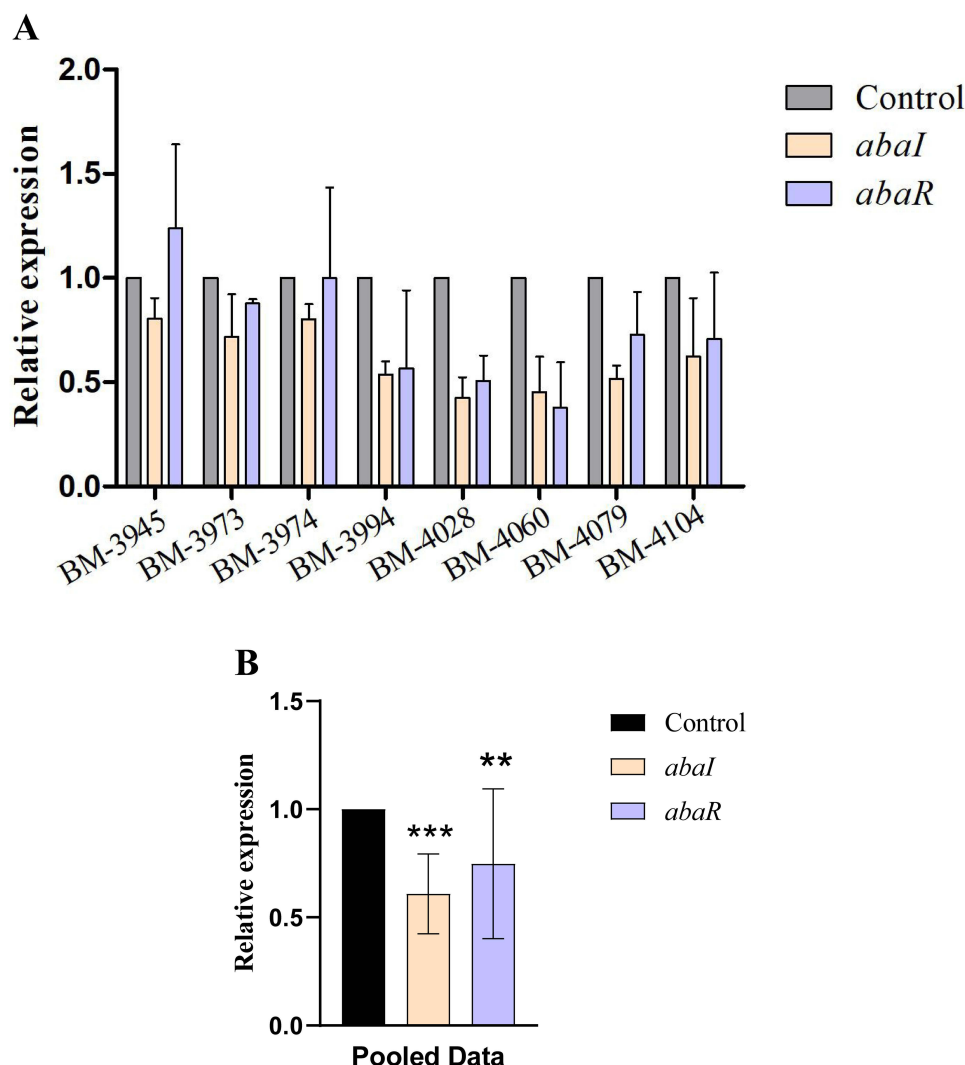 A
Relative expression
2.0
1.5
1.0
0.5
0.0
BM-3945
BM-3973
BM-3974
BM-3994
BM-4028
BM-4060
BM-4079
BM-4104
Control
abaI
abaR
B
Relative expression
1.5
1.0
0.5
0.0
***
**
Pooled Data
Control
abaI
abaR